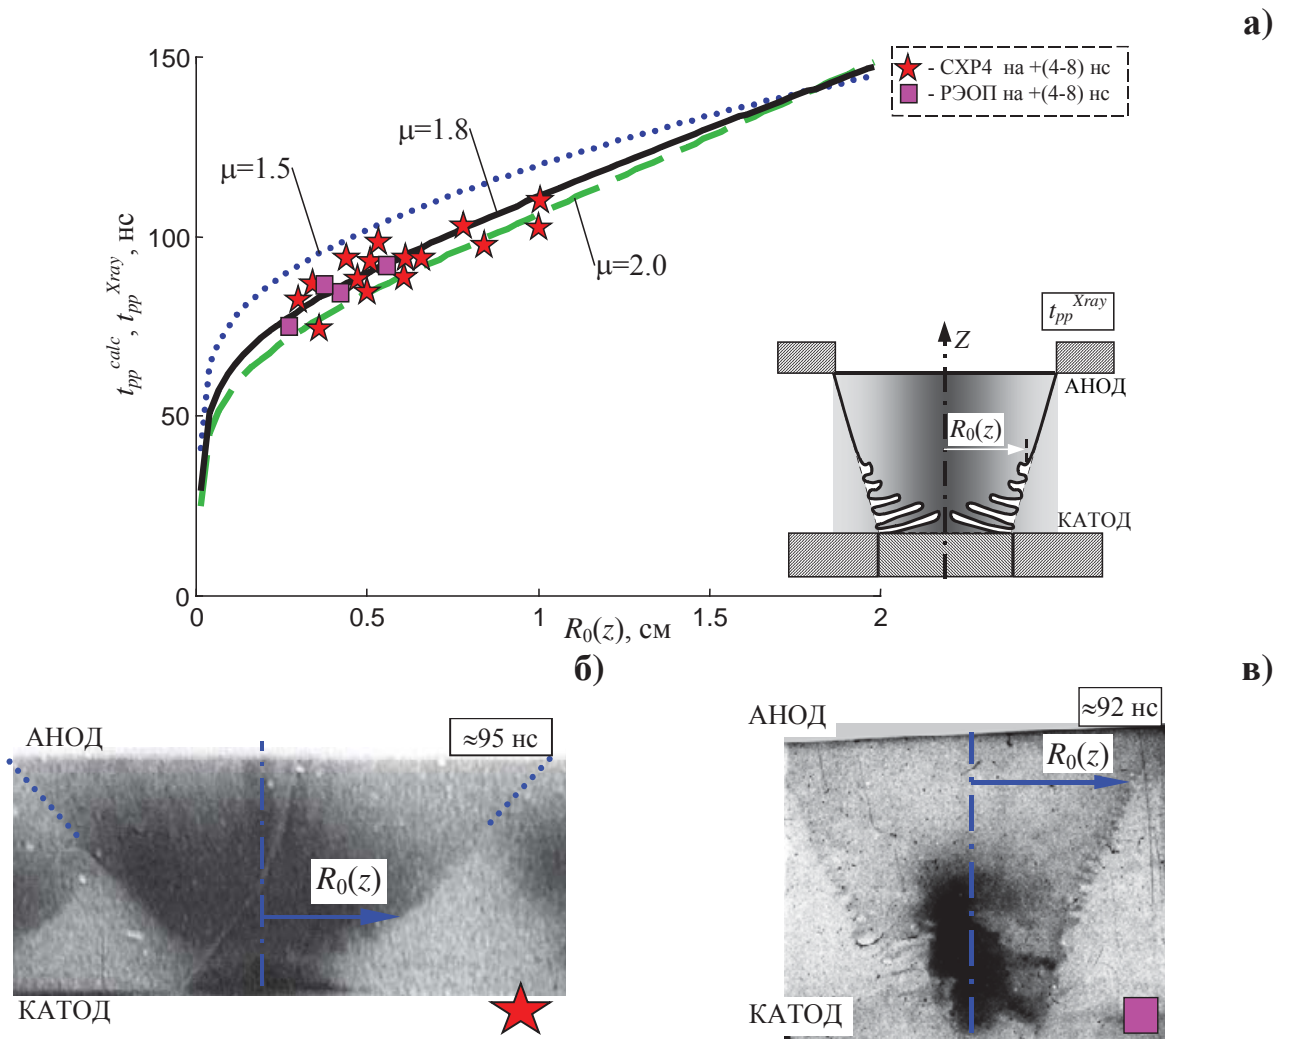 а)
150
100
50
0
0
0.5
1
1.5
2
t_pp^calc, t_pp^Xray, нс
R₀(z), см
μ=1.5
μ=1.8
μ=2.0
- СХР4 на +(4-8) нс
- РЭОП на +(4-8) нс
t_pp^Xray
Z
АНОД
R₀(z)
КАТОД
б)
АНОД
≈95 нс
R₀(z)
КАТОД
в)
АНОД
≈92 нс
R₀(z)
КАТОД